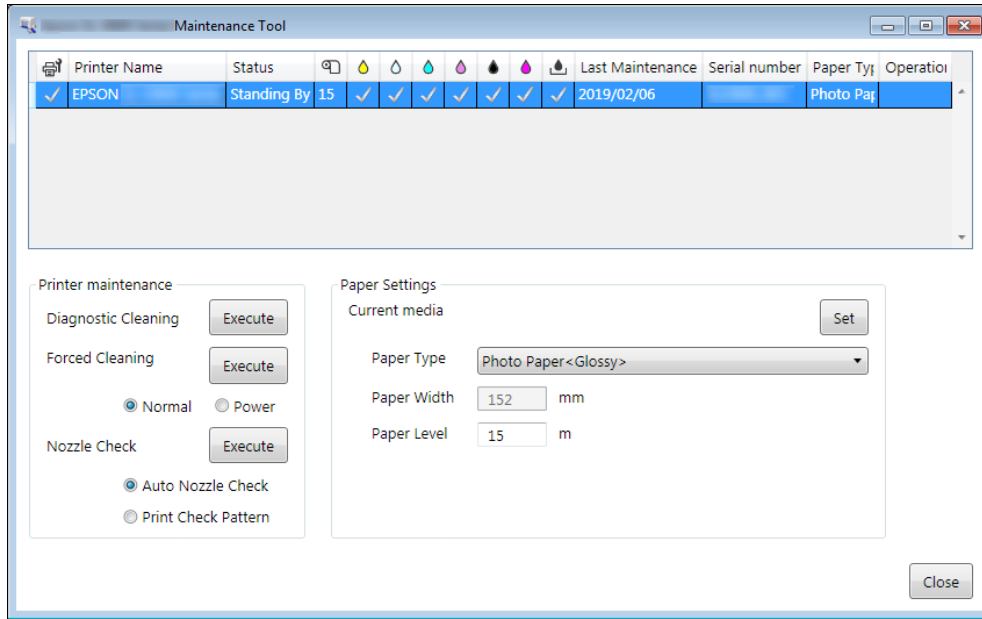 Maintenance Tool
Printer Name Status Last Maintenance Serial number Paper Typ Operation
EPSON Standing By 15 2019/02/06 Photo Pap
Printer maintenance
Diagnostic Cleaning Execute
Forced Cleaning Execute
Normal Power
Nozzle Check Execute
Auto Nozzle Check
Print Check Pattern
Paper Settings
Current media Set
Paper Type Photo Paper<Glossy>
Paper Width 152 mm
Paper Level 15 m
Close